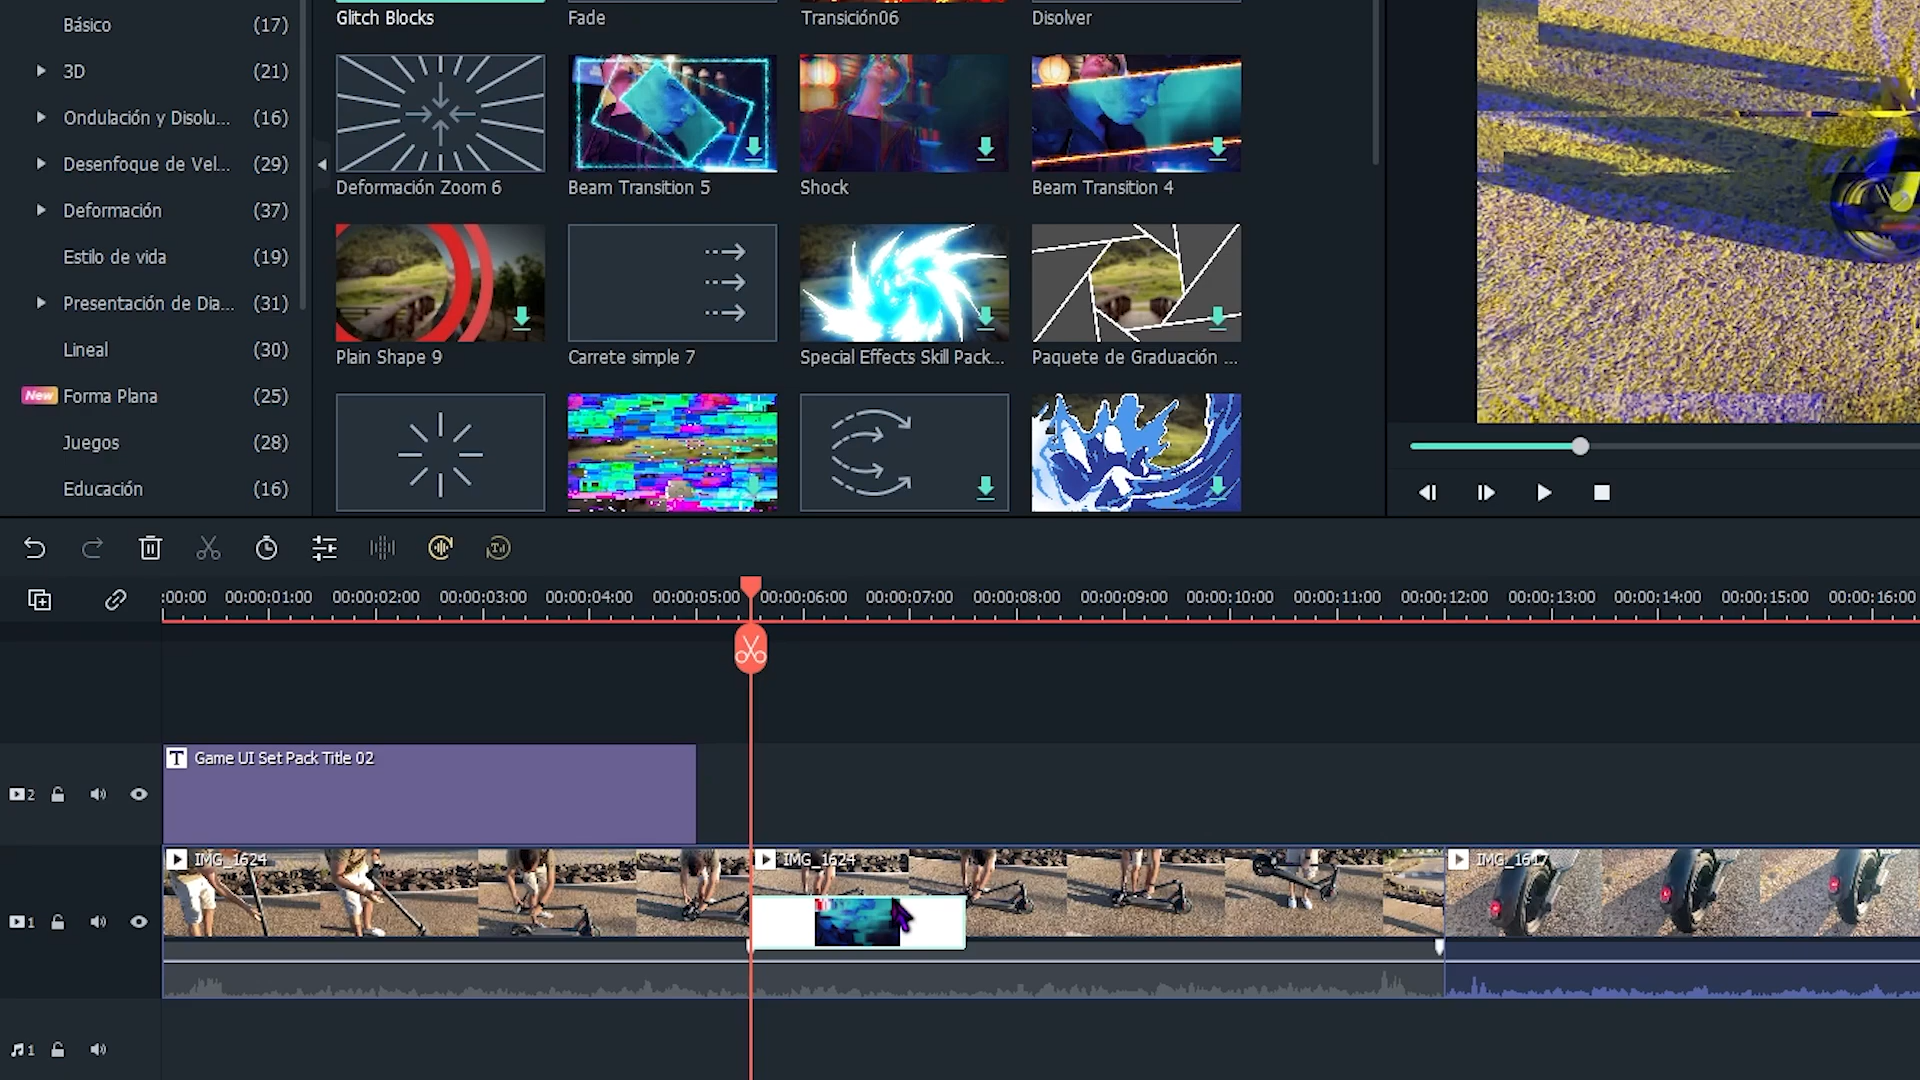 Básico (17)
3D (21)
Ondulación y Disolu... (16)
Desenfoque de Vel... (29)
Deformación (37)
Estilo de vida (19)
Presentación de Dia... (31)
Lineal (30)
New Forma Plana (25)
Juegos (28)
Educación (16)
Glitch Blocks Fade Transición06 Disolver
Deformación Zoom 6 Beam Transition 5 Shock Beam Transition 4
Plain Shape 9 Carrete simple 7 Special Effects Skill Pack... Paquete de Graduación ...
:00:00 00:00:01:00 00:00:02:00 00:00:03:00 00:00:04:00 00:00:05:00 00:00:06:00 00:00:07:00 00:00:08:00 00:00:09:00 00:00:10:00 00:00:11:00 00:00:12:00 00:00:13:00 00:00:14:00 00:00:15:00 00:00:16:00
T Game UI Set Pack Title 02
2
IMG_1624 IMG_1624 IMG_1617
1
1